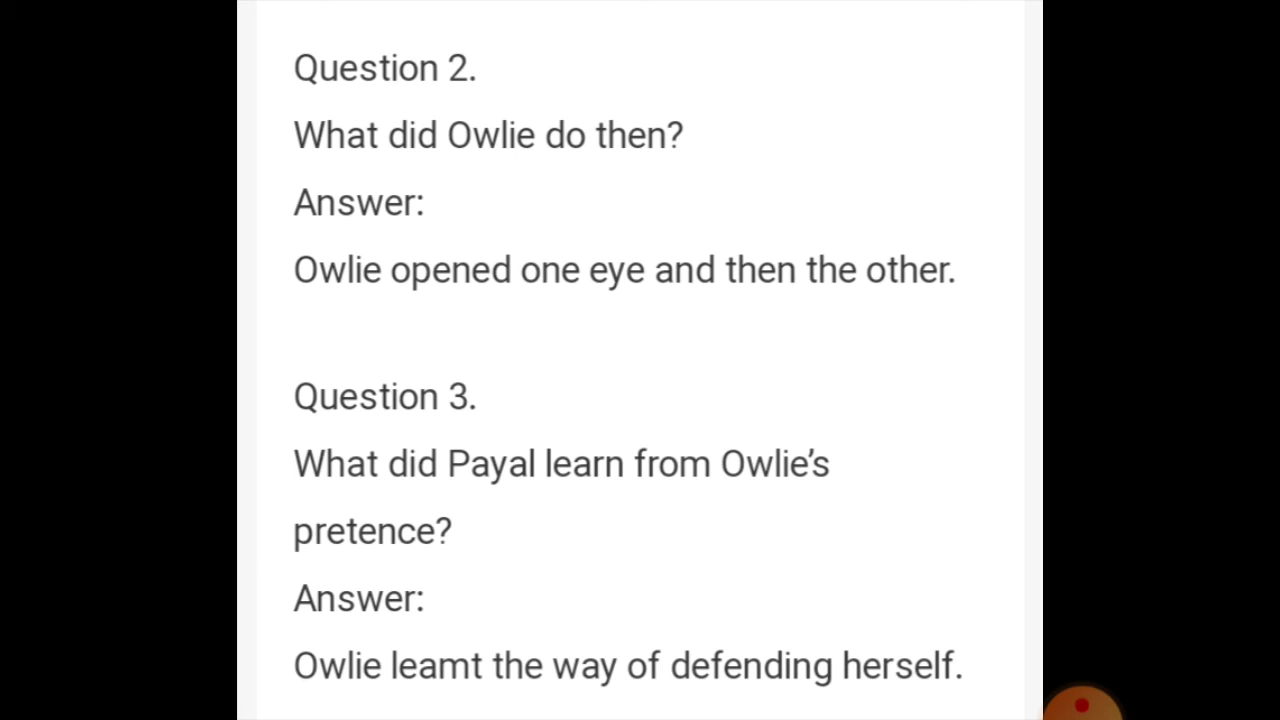 Question 2.
What did Owlie do then?
Answer:
Owlie opened one eye and then the other.
Question 3.
What did Payal learn from Owlie’s
pretence?
Answer:
Owlie leamt the way of defending herself.